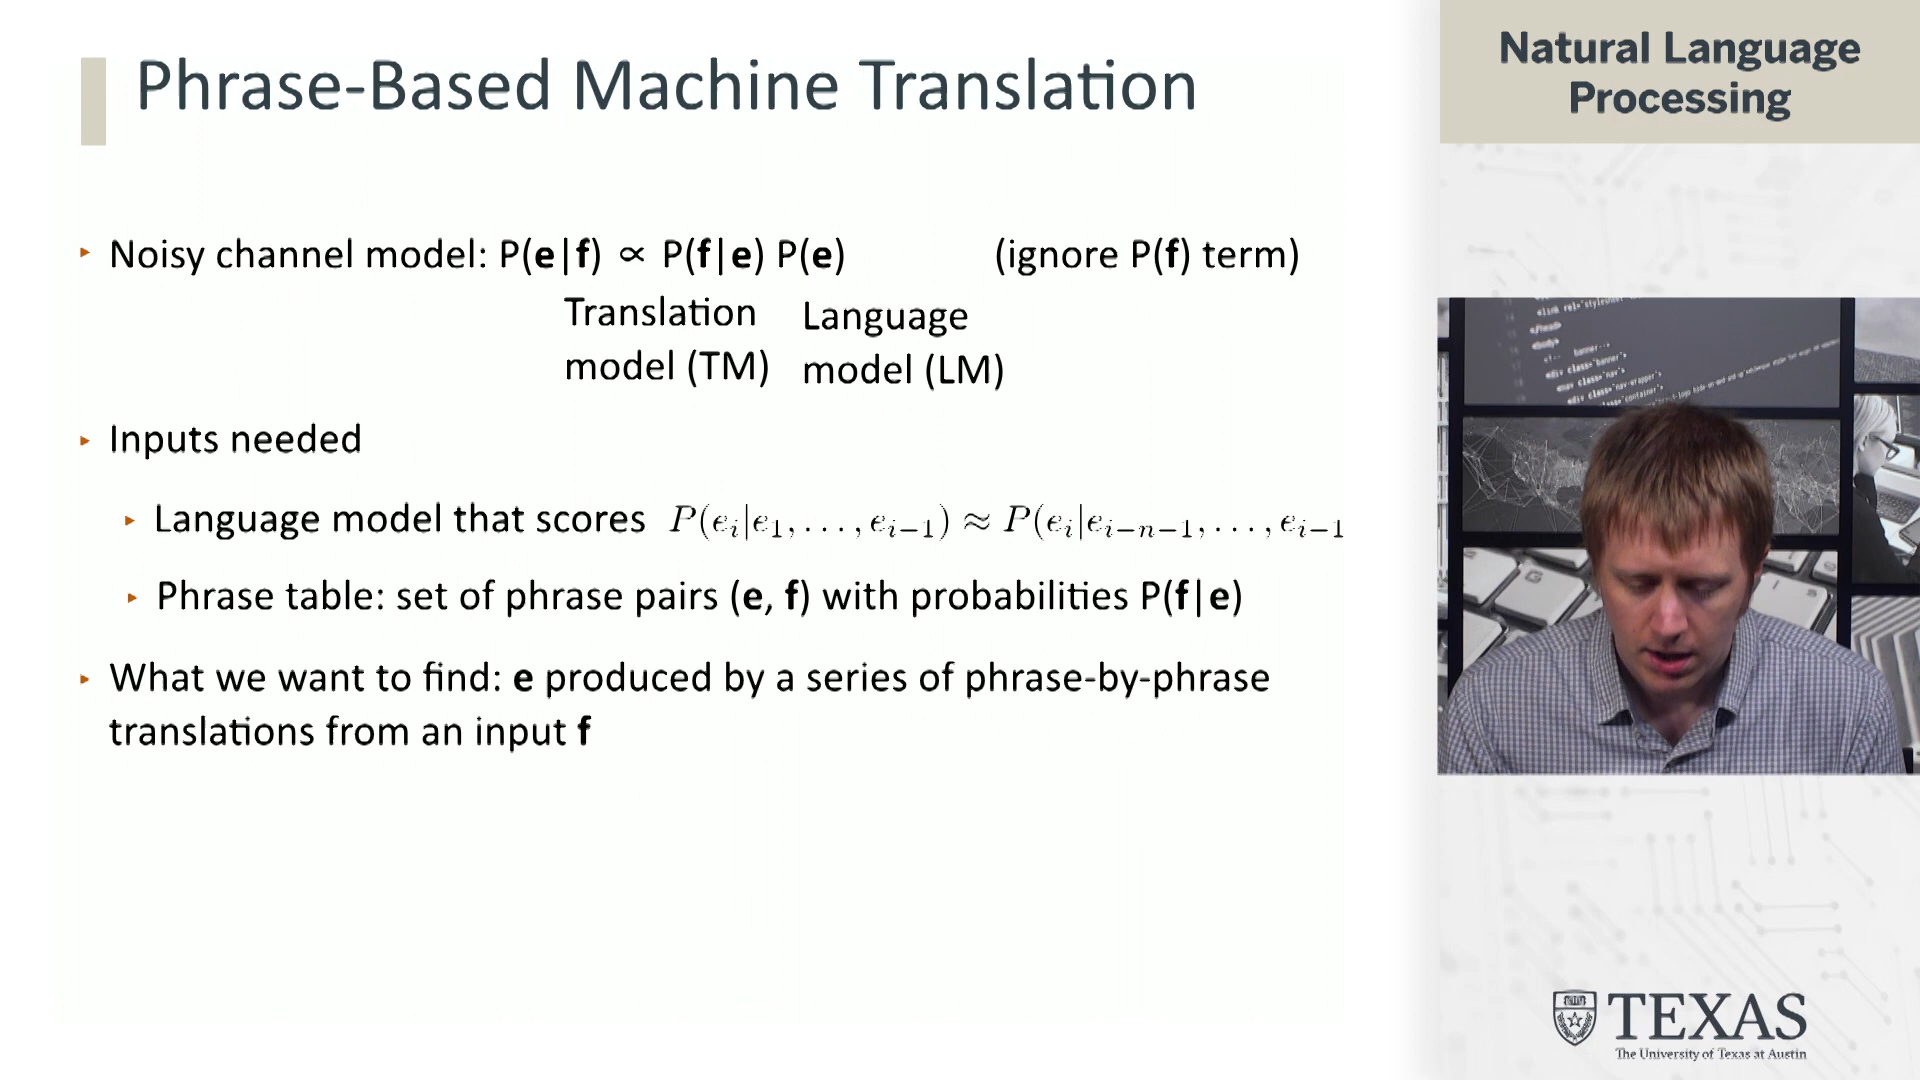 Phrase-Based Machine Translation
Natural Language
Processing
‣ Noisy channel model: P(e|f) ∝ P(f|e) P(e) (ignore P(f) term)
Translation
model (TM)
Language
model (LM)
‣ Inputs needed
‣ Language model that scores P(e_i|e_1, . . . , e_{i−1}) ≈ P(e_i|e_{i−n−1}, . . . , e_{i−1}
‣ Phrase table: set of phrase pairs (e, f) with probabilities P(f|e)
‣ What we want to find: e produced by a series of phrase-by-phrase
translations from an input f
TEXAS
The University of Texas at Austin